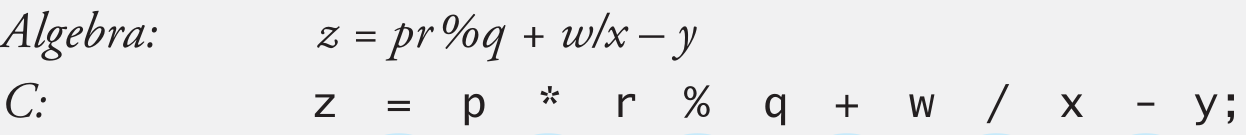 Algebra: z = pr%q + w/x – y
C: z = p * r % q + w / x - y;